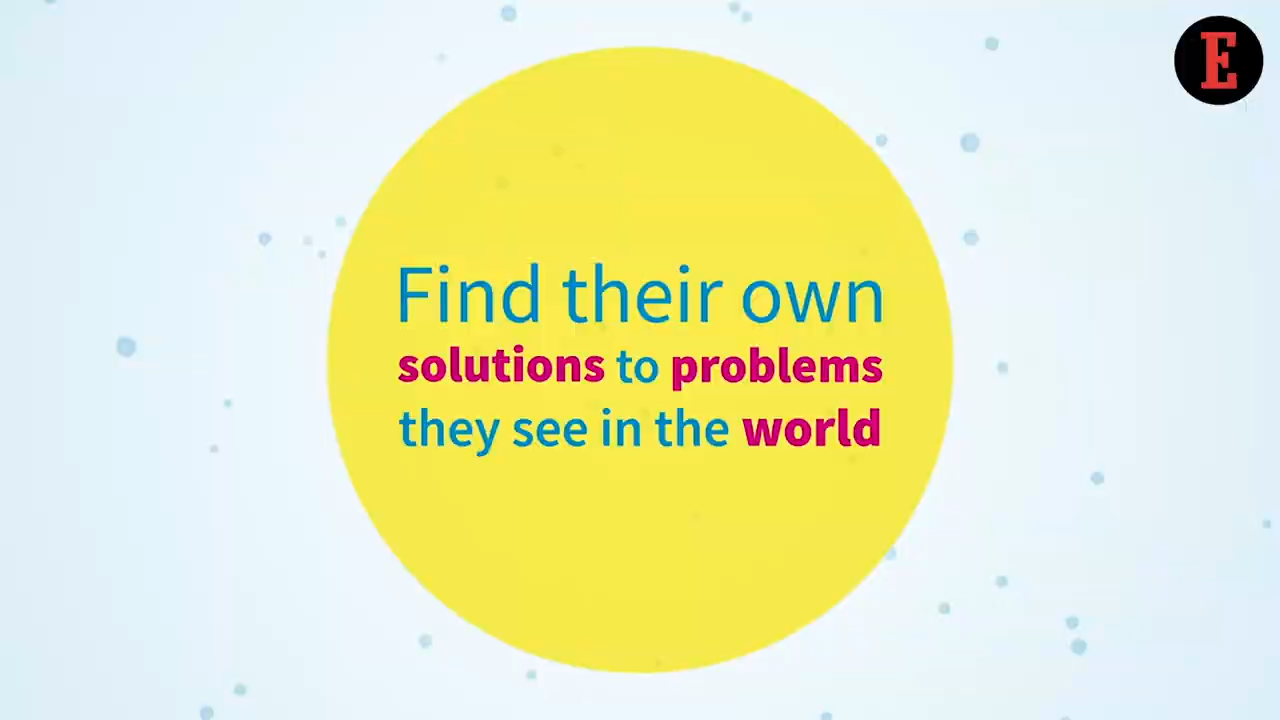 E
Find their own
solutions to problems
they see in the world